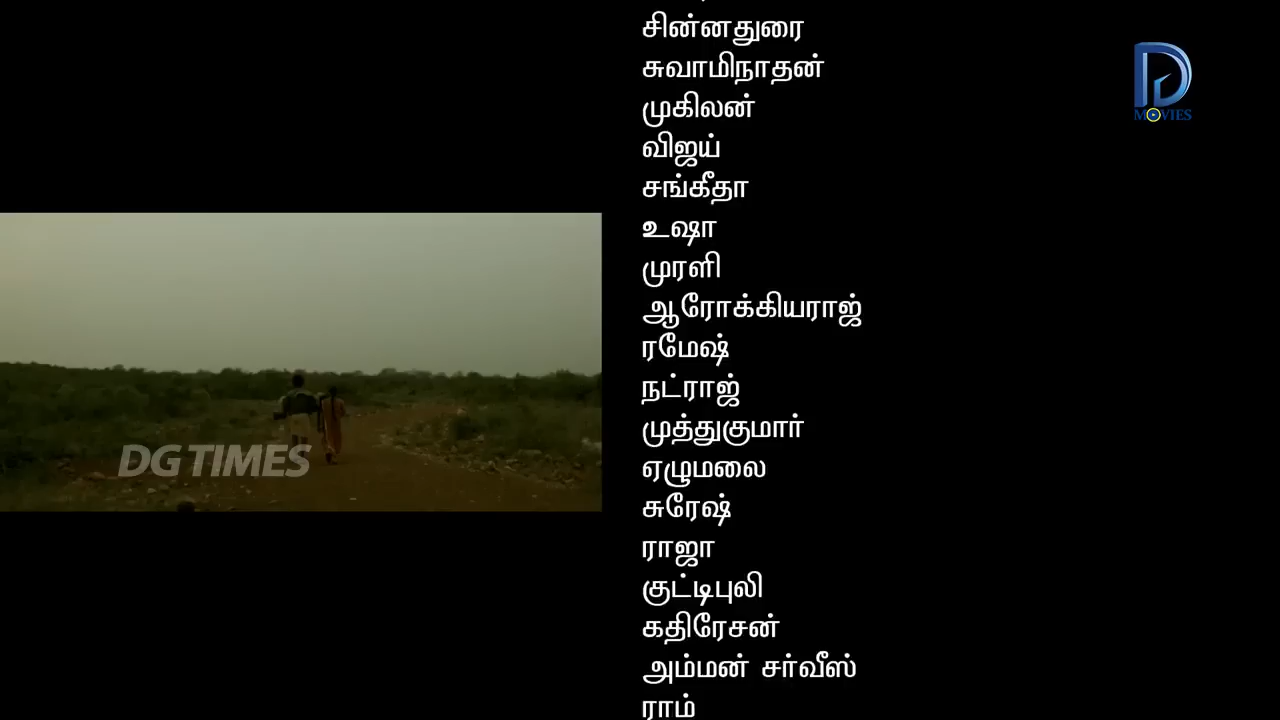 சின்னதுரை
சுவாமிநாதன்
முகிலன்
விஜய்
சங்கீதா
உஷா
முரளி
ஆரோக்கியராஜ்
ரமேஷ்
நட்ராஜ்
முத்துகுமார்
ஏழுமலை
சுரேஷ்
ராஜா
குட்டிபுலி
கதிரேசன்
அம்மன் சர்வீஸ்
ராம்
D
MOVIES
DG TIMES